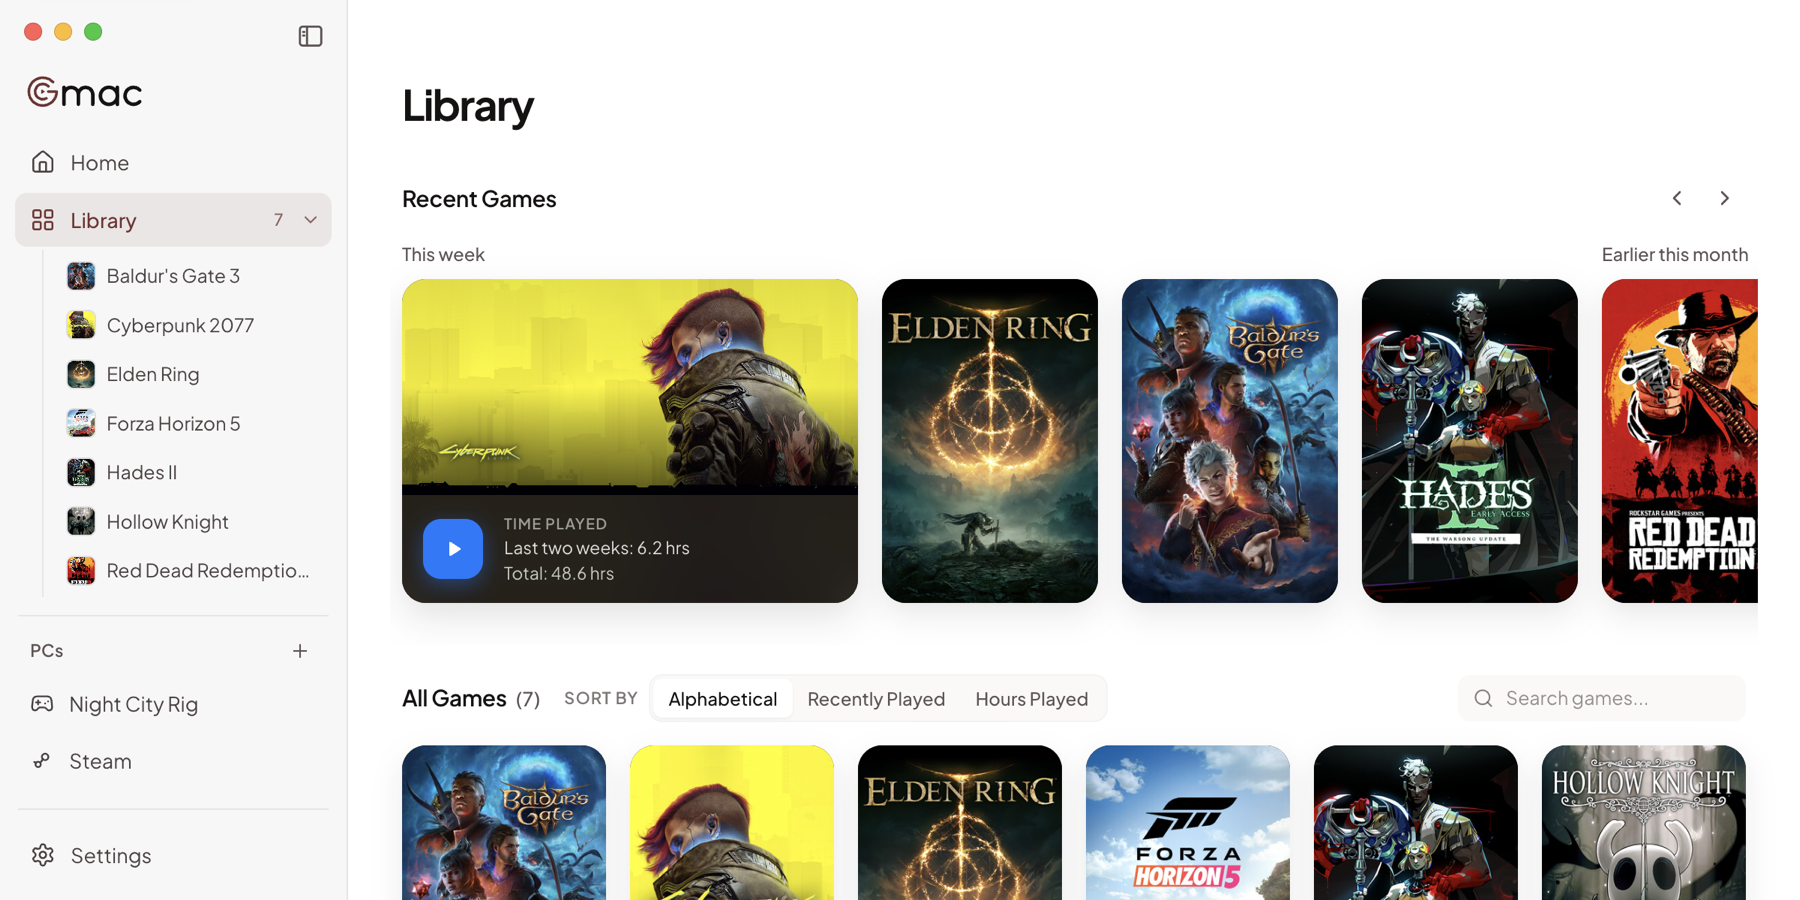 Gmac
Home
Library 7
Baldur's Gate 3
Cyberpunk 2077
Elden Ring
Forza Horizon 5
Hades II
Hollow Knight
Red Dead Redemptio...
PCs
Night City Rig
Steam
Settings
Library
Recent Games
This week
Earlier this month
CYBERPUNK
TIME PLAYED
Last two weeks: 6.2 hrs
Total: 48.6 hrs
ELDEN RING
BALDUR'S
GATE
HADES
II
EARLY ACCESS
THE WARSONG UPDATE
ROCKSTAR GAMES PRESENTS
RED DEAD
REDEMPTION
All Games (7)
SORT BY
Alphabetical
Recently Played
Hours Played
Search games...
BALDUR'S
GATE
ELDEN RING
FORZA
HORIZON 5
HOLLOW KNIGHT